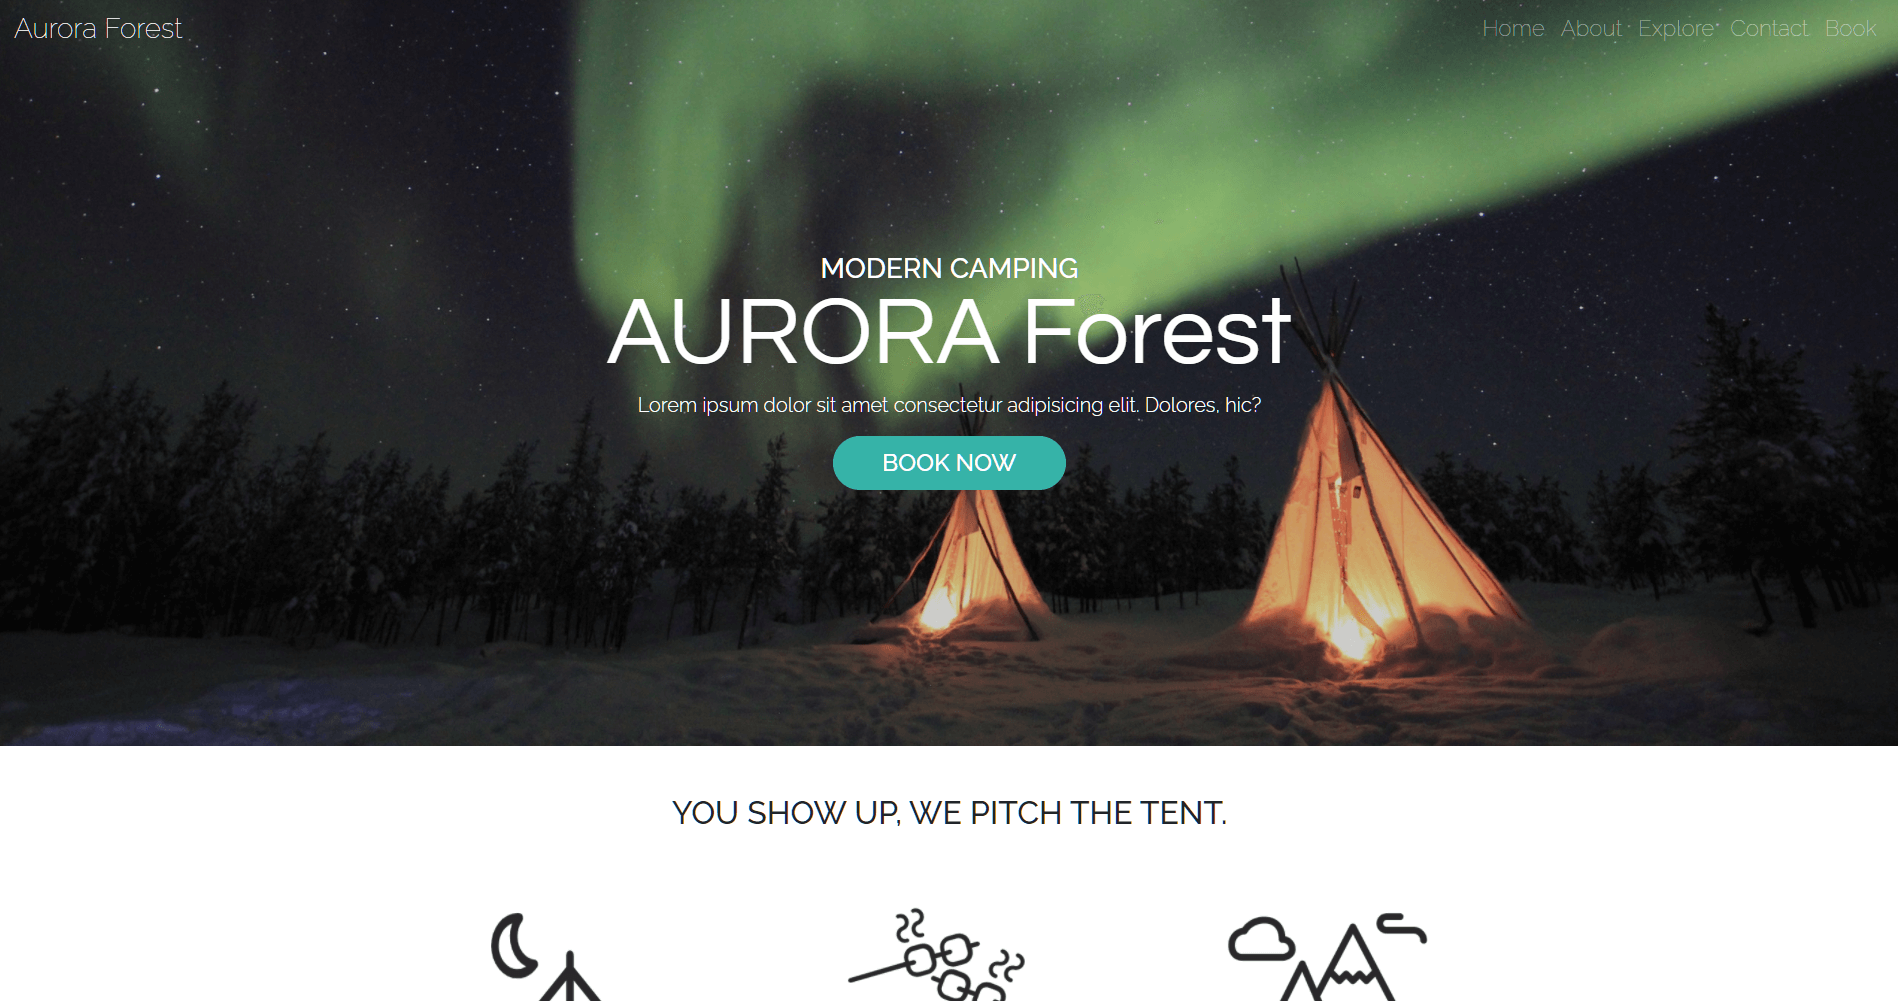 Aurora Forest
Home About Explore Contact Book
MODERN CAMPING
AURORA Forest
Lorem ipsum dolor sit amet consectetur adipisicing elit. Dolores, hic?
BOOK NOW
YOU SHOW UP, WE PITCH THE TENT.